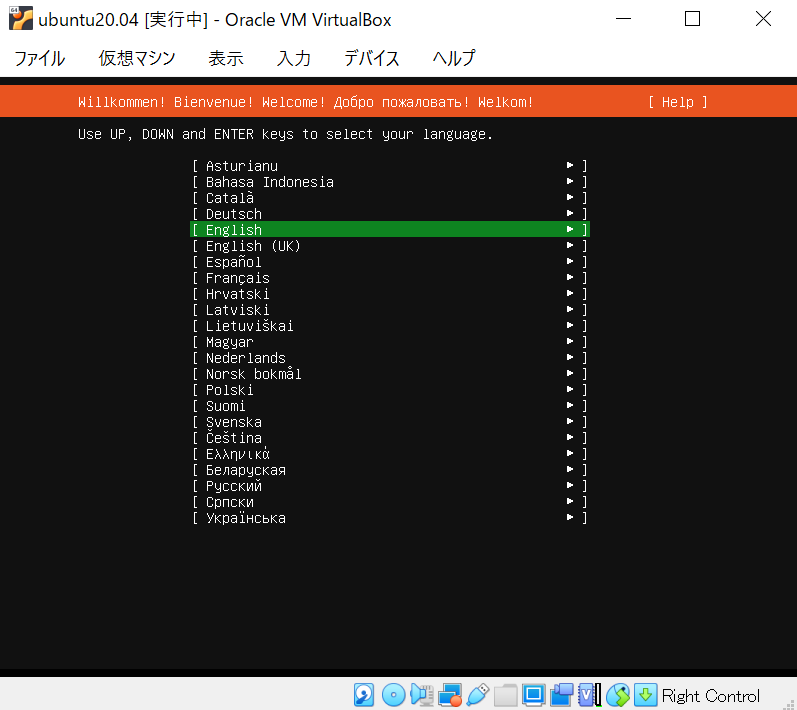 ubuntu20.04 [実行中] - Oracle VM VirtualBox
ファイル 仮想マシン 表示 入力 デバイス ヘルプ
Willkommen! Bienvenue! Welcome! Добро пожаловать! Welkom! [ Help ]
Use UP, DOWN and ENTER keys to select your language.
[ Asturianu ► ]
[ Bahasa Indonesia ► ]
[ Català ► ]
[ Deutsch ► ]
[ English ► ]
[ English (UK) ► ]
[ Español ► ]
[ Français ► ]
[ Hrvatski ► ]
[ Latviski ► ]
[ Lietuviškai ► ]
[ Magyar ► ]
[ Nederlands ► ]
[ Norsk bokmål ► ]
[ Polski ► ]
[ Suomi ► ]
[ Svenska ► ]
[ Čeština ► ]
[ Ελληνικά ► ]
[ Беларуская ► ]
[ Русский ► ]
[ Српски ► ]
[ Українська ► ]
Right Control